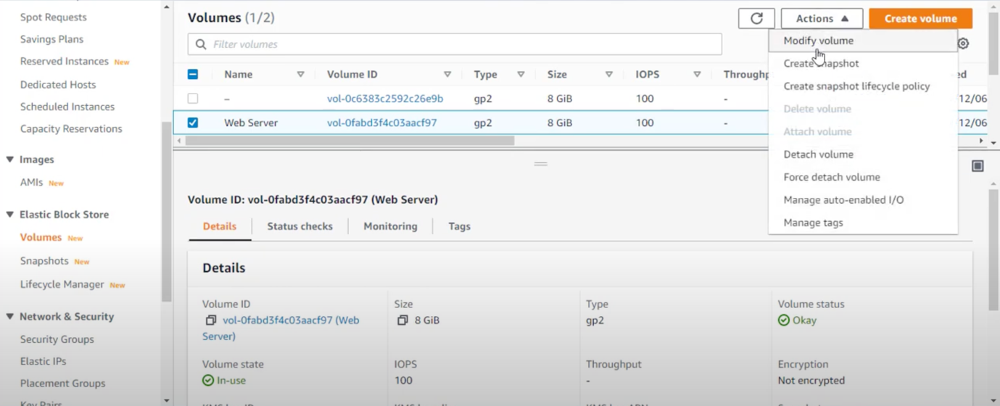 Spot Requests
Savings Plans
Reserved Instances New
Dedicated Hosts
Scheduled Instances
Capacity Reservations
Images
AMIs New
Elastic Block Store
Volumes New
Snapshots New
Lifecycle Manager New
Network & Security
Security Groups
Elastic IPs
Placement Groups
Key Pairs
Volumes (1/2)
Actions
Create volume
Filter volumes
Name Volume ID Type Size IOPS
– vol-0c6383c2592c26e9b gp2 8 GiB 100 - 12/06
Web Server vol-0fabd3f4c03aacf97 gp2 8 GiB 100 - 12/06
Modify volume
Create snapshot
Create snapshot lifecycle policy
Delete volume
Attach volume
Detach volume
Force detach volume
Manage auto-enabled I/O
Manage tags
Volume ID: vol-0fabd3f4c03aacf97 (Web Server)
Details Status checks Monitoring Tags
Details
Volume ID
vol-0fabd3f4c03aacf97 (Web
Server)
Size
8 GiB
Type
gp2
Volume status
Okay
Volume state
In-use
IOPS
100
Throughput
-
Encryption
Not encrypted